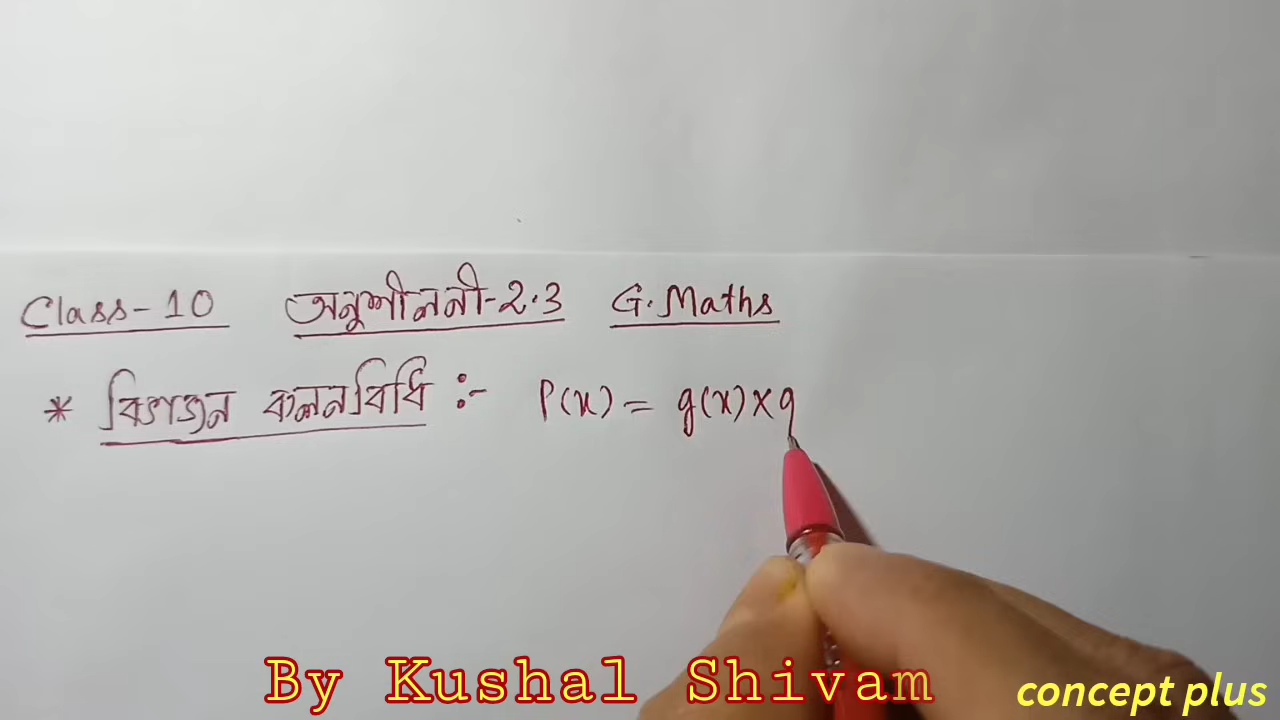 Class-10 অনুশীলনী-2.3 G.Maths
* বিভাজন কলনবিধি :- P(x) = g(x)×q
By Kushal Shivam
concept plus